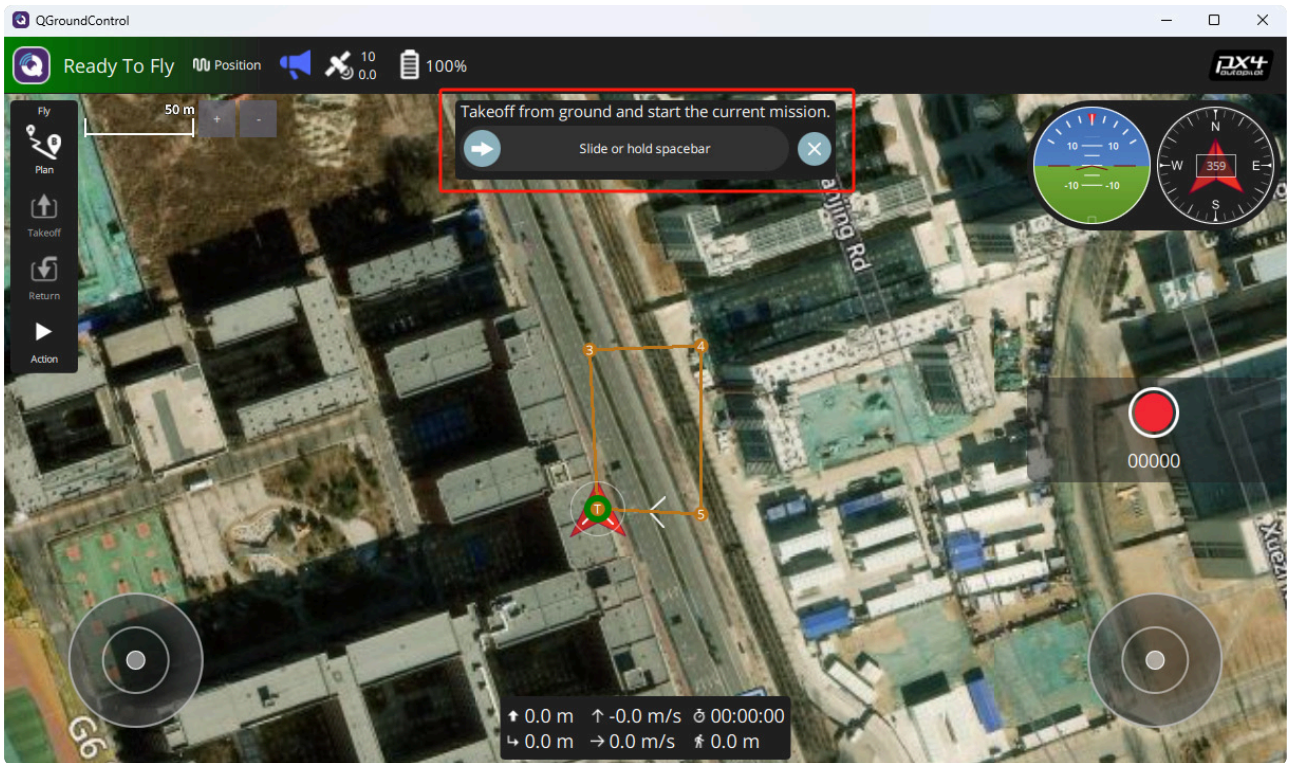 QGroundControl
Ready To Fly
Position
10
0.0
100%
px4
autopilot
Fly
Plan
Takeoff
Return
Action
50 m
+
-
Takeoff from ground and start the current mission.
Slide or hold spacebar
10 10
-10 -10
N
W 359 E
S
3
4
T
5
00000
G6
0.0 m -0.0 m/s 00:00:00
0.0 m 0.0 m/s 0.0 m